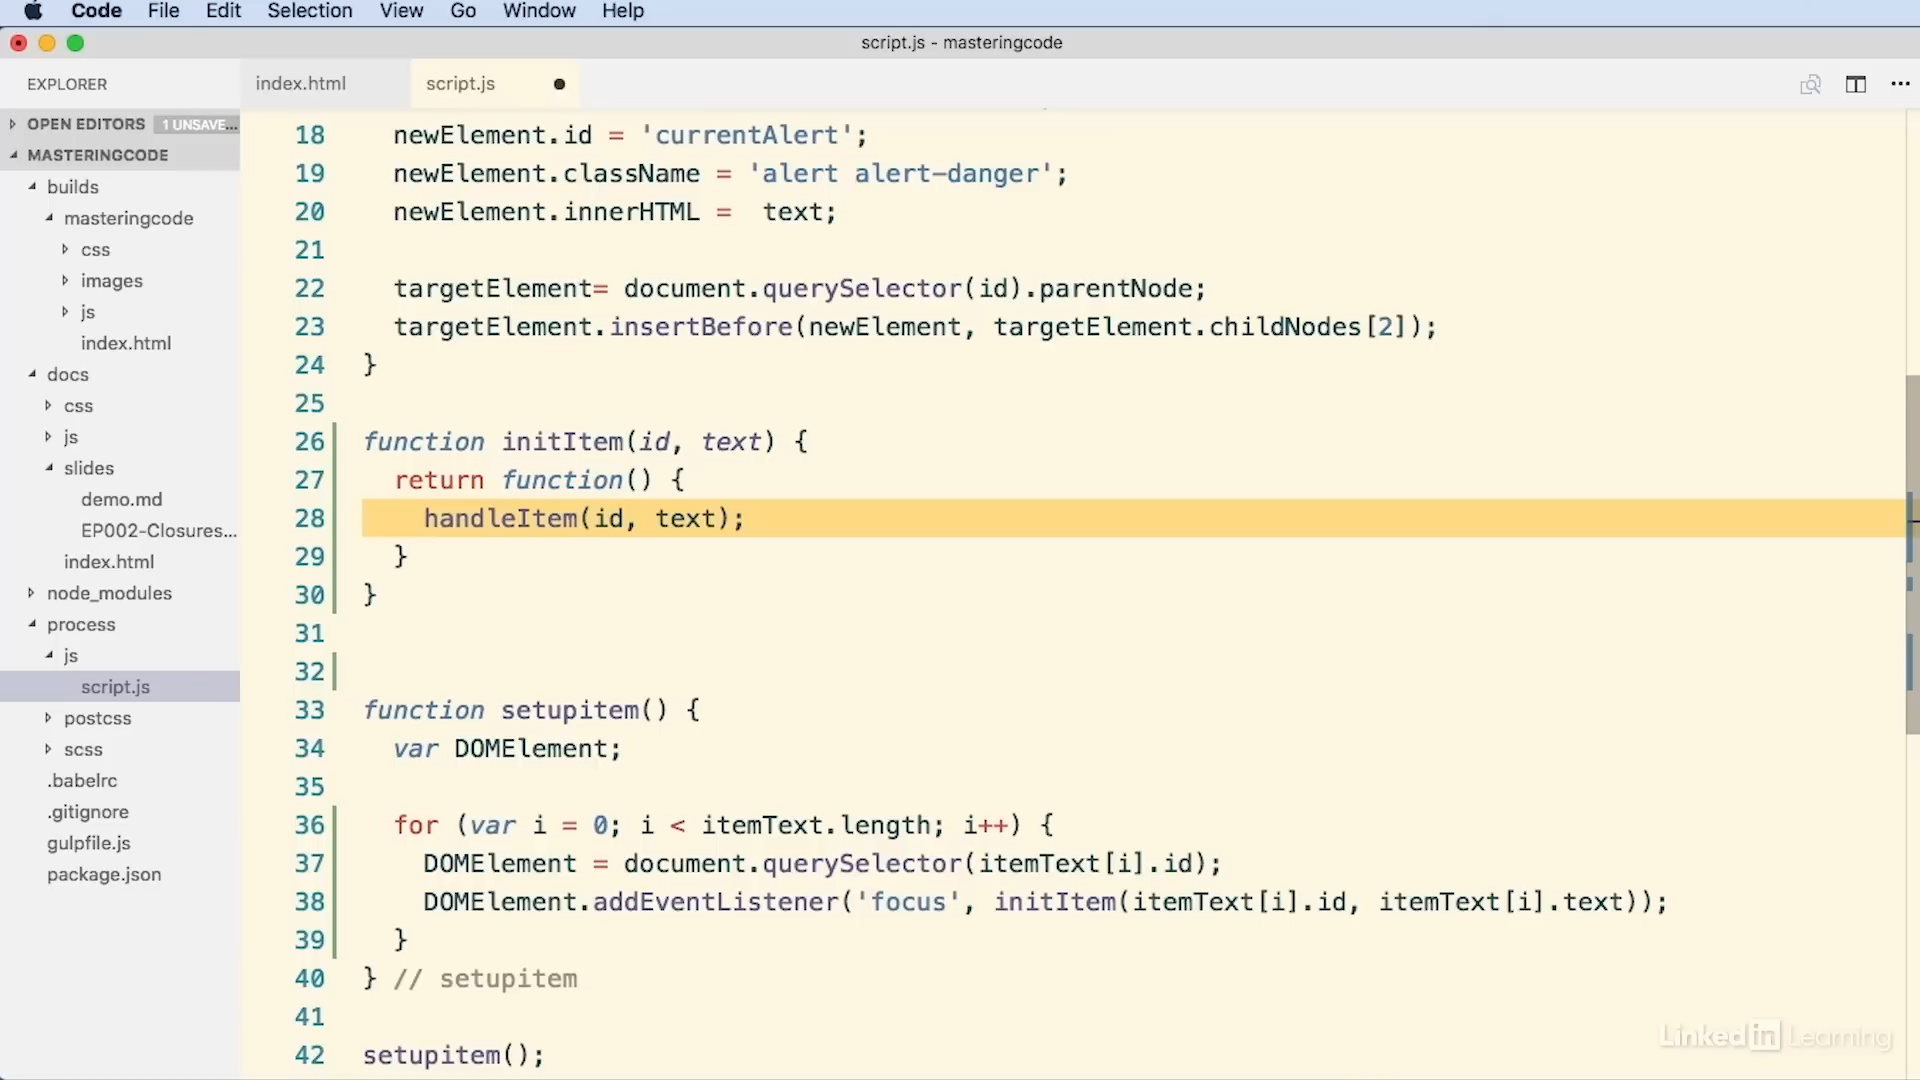 Code File Edit Selection View Go Window Help
script.js - masteringcode
EXPLORER
index.html
script.js
OPEN EDITORS 1 UNSAVE...
MASTERINGCODE
builds
masteringcode
css
images
js
index.html
docs
css
js
slides
demo.md
EP002-Closures...
index.html
node_modules
process
js
script.js
postcss
scss
.babelrc
.gitignore
gulpfile.js
package.json
18 newElement.id = 'currentAlert';
19 newElement.className = 'alert alert-danger';
20 newElement.innerHTML =  text;
21
22 targetElement= document.querySelector(id).parentNode;
23 targetElement.insertBefore(newElement, targetElement.childNodes[2]);
24 }
25
26 function initItem(id, text) {
27 return function() {
28 handleItem(id, text);
29 }
30 }
31
32
33 function setupitem() {
34 var DOMElement;
35
36 for (var i = 0; i < itemText.length; i++) {
37 DOMElement = document.querySelector(itemText[i].id);
38 DOMElement.addEventListener('focus', initItem(itemText[i].id, itemText[i].text));
39 }
40 } // setupitem
41
42 setupitem();
Linked in Learning